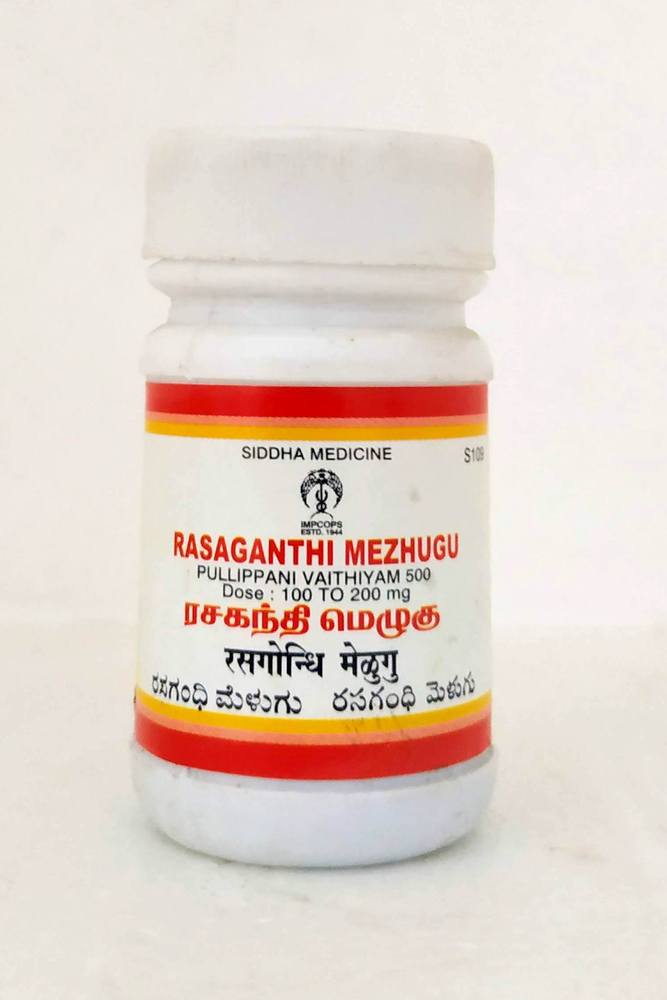 SIDDHA MEDICINE
S109
IMPCOPS
ESTD. 1944
RASAGANTHI MEZHUGU
PULLIPPANI VAITHIYAM 500
Dose : 100 TO 200 mg
ரசகந்தி மெழுகு
रसगोन्धि मेळुगु
రసగంధి మెళుగు ರಸಗಂಧಿ ಮೆಳುಗು